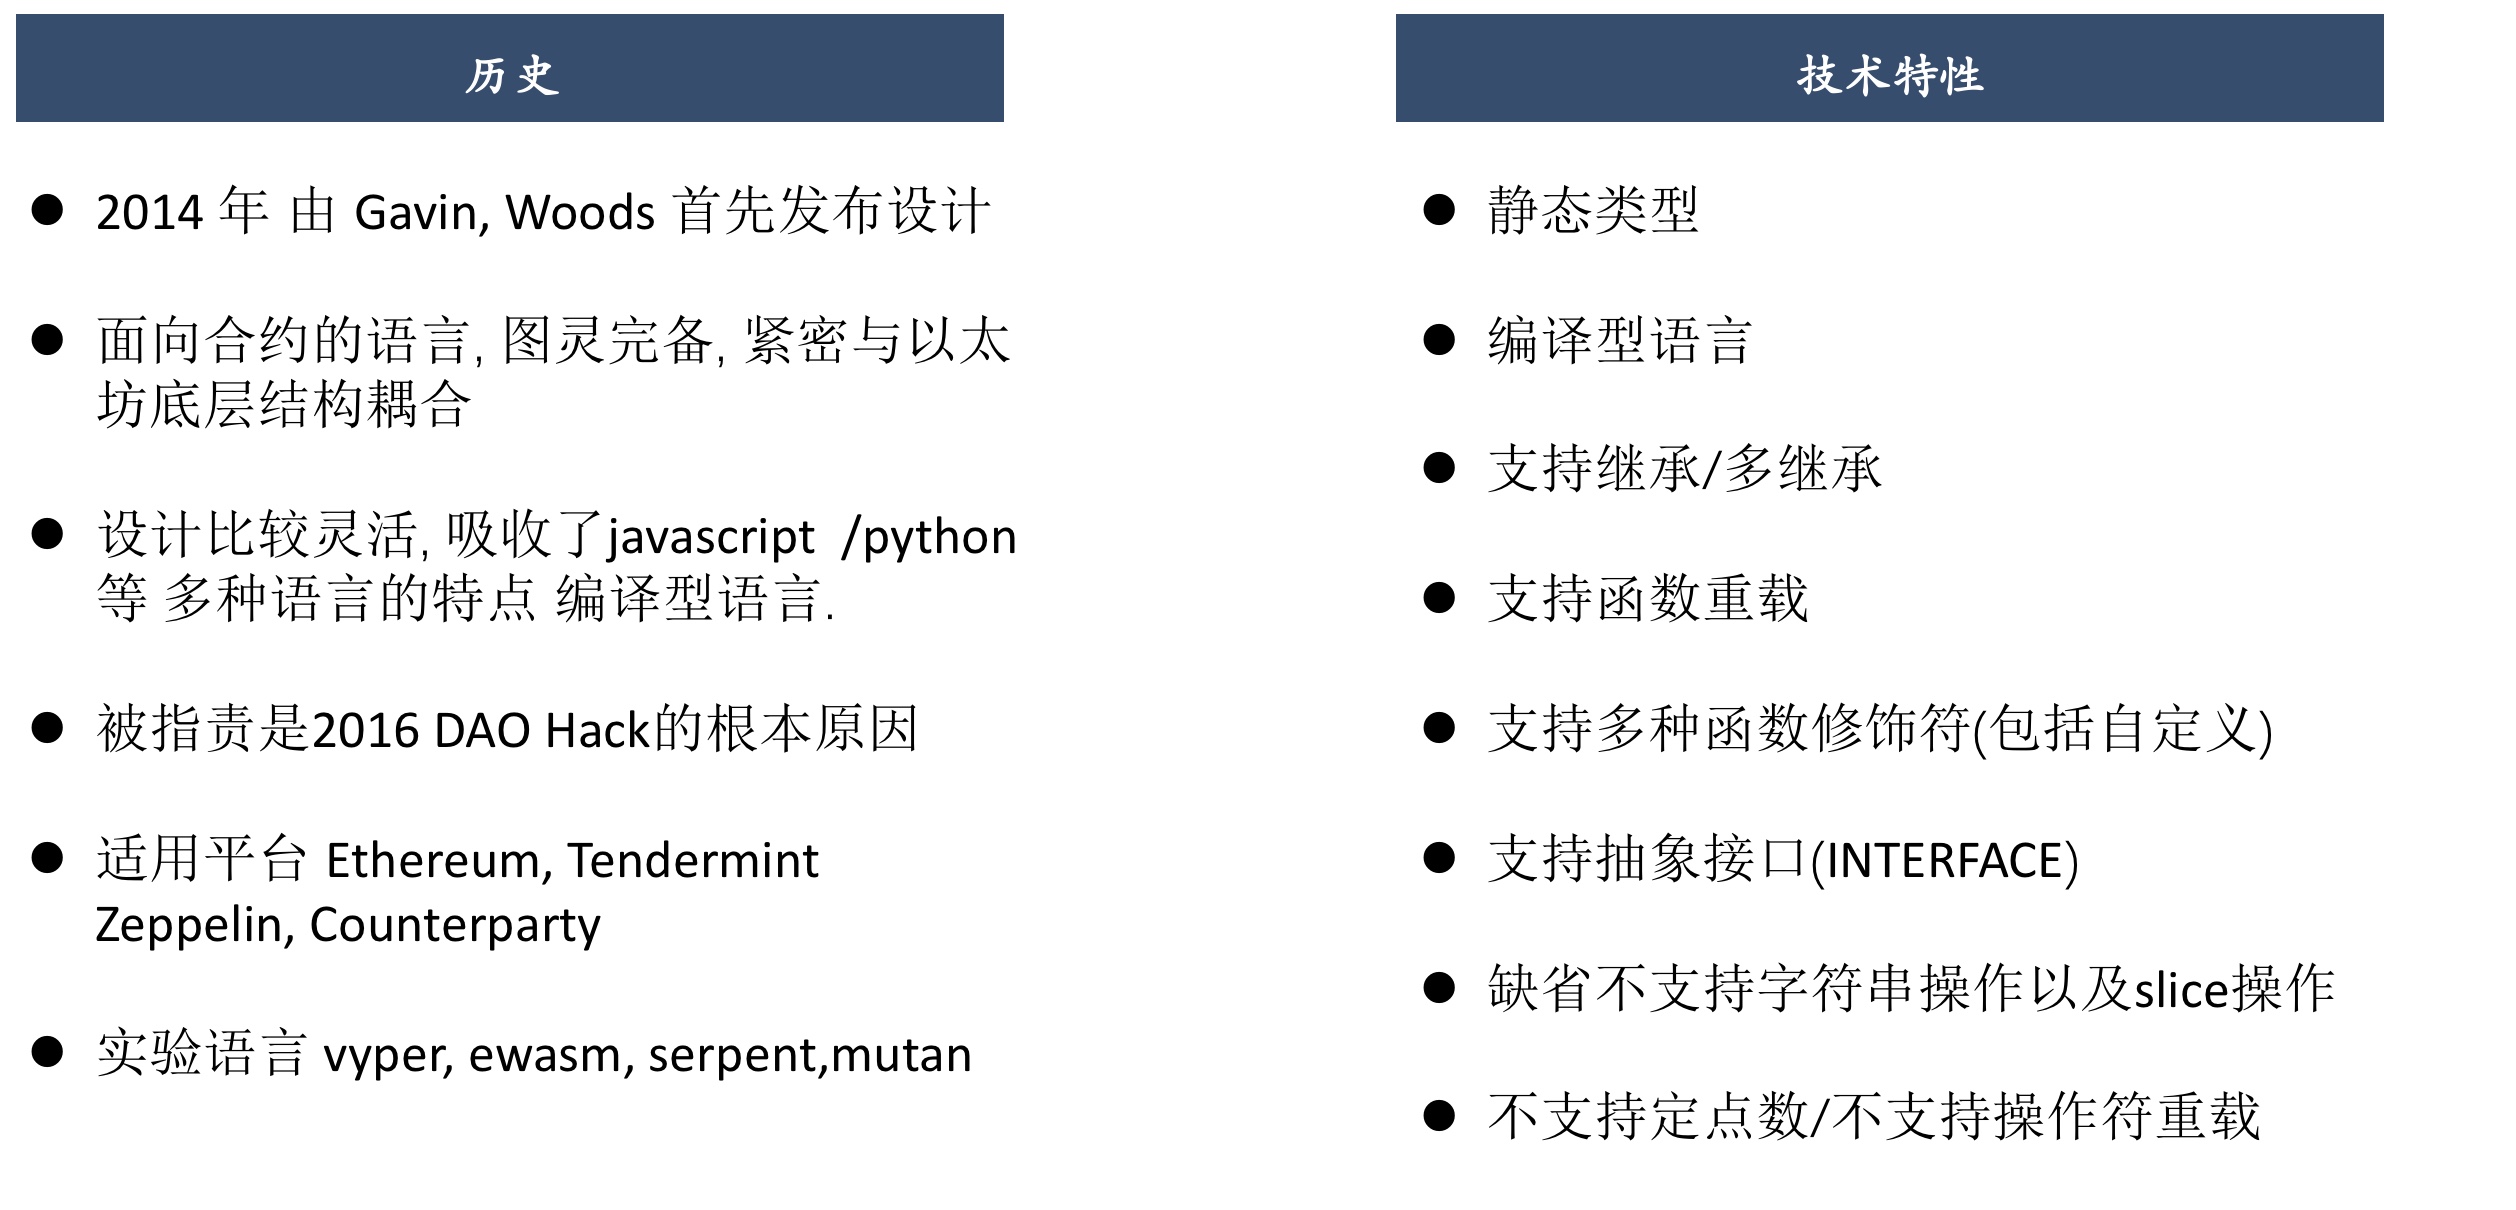 历史
2014 年 由 Gavin, Woods 首先发布设计
面向合约的语言, 图灵完备, 紧密与以太
坊底层结构耦合
设计比较灵活, 吸收了javascript /python
等 多种语言的特点 编译型语言.
被指责是2016 DAO Hack的根本原因
适用平台 Ethereum, Tendermint
Zeppelin, Counterparty
实验语言 vyper, ewasm, serpent,mutan
技术特性
静态类型
编译型语言
支持继承/多继承
支持函数重载
支持多种函数修饰符(包括自定义)
支持抽象接口(INTERFACE)
缺省不支持字符串操作以及slice操作
不支持定点数/不支持操作符重载